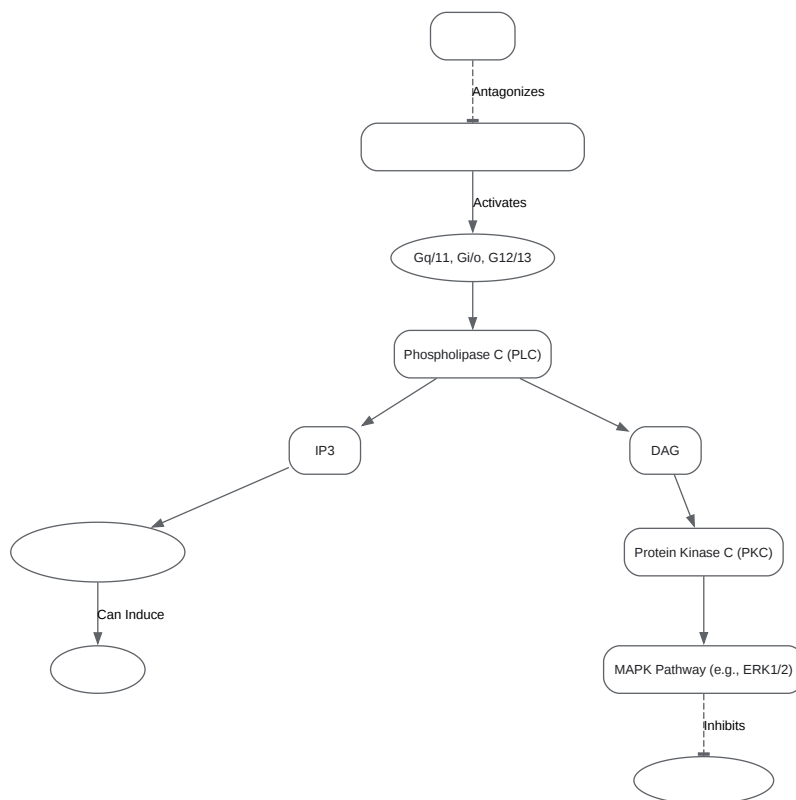 Antagonizes
Activates
Gq/11, Gi/o, G12/13
Phospholipase C (PLC)
IP3
DAG
Protein Kinase C (PKC)
Can Induce
MAPK Pathway (e.g., ERK1/2)
Inhibits